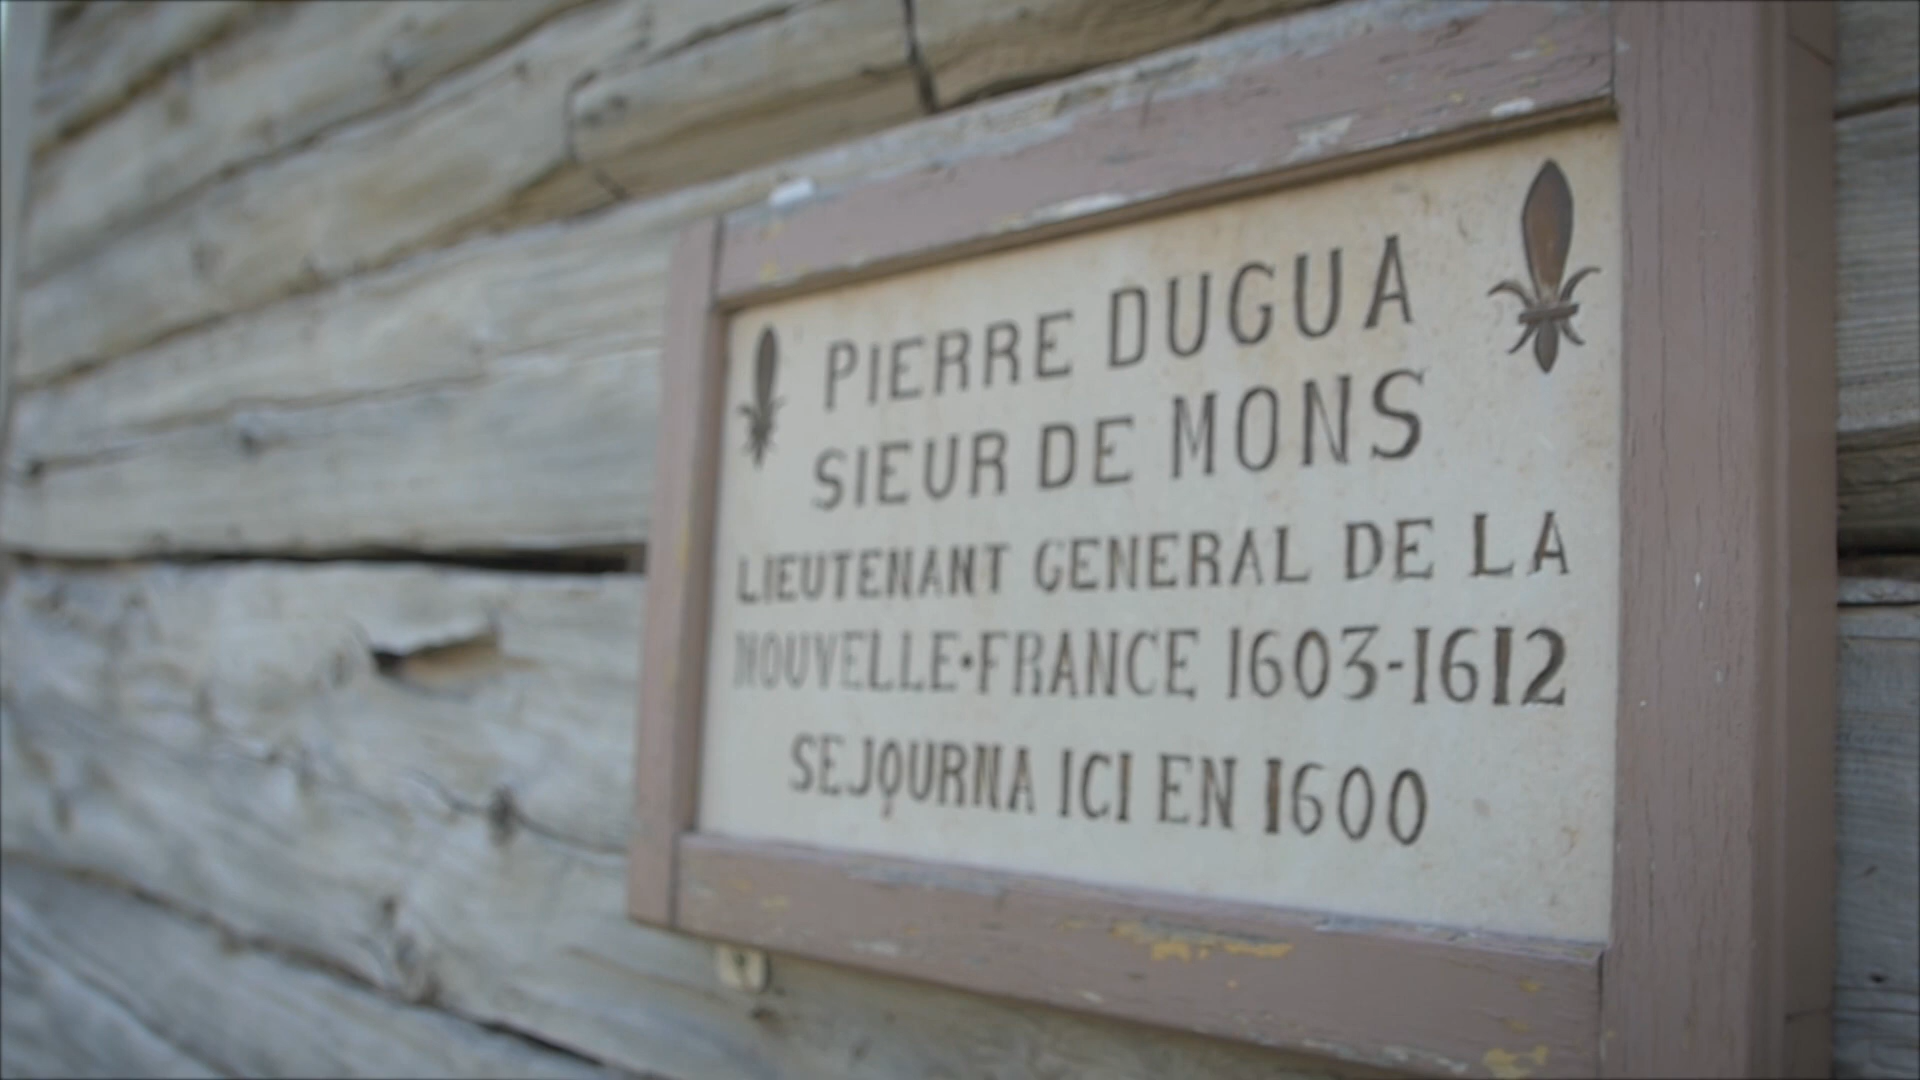 PIERRE DUGUA
SIEUR DE MONS
LIEUTENANT GENERAL DE LA
NOUVELLE•FRANCE 1603-1612
SEJOURNA ICI EN 1600